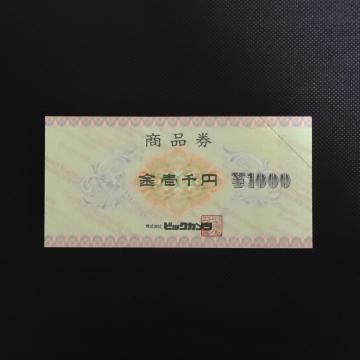 商品券
金壱千円 ¥1000
株式会社 ビックカメラ